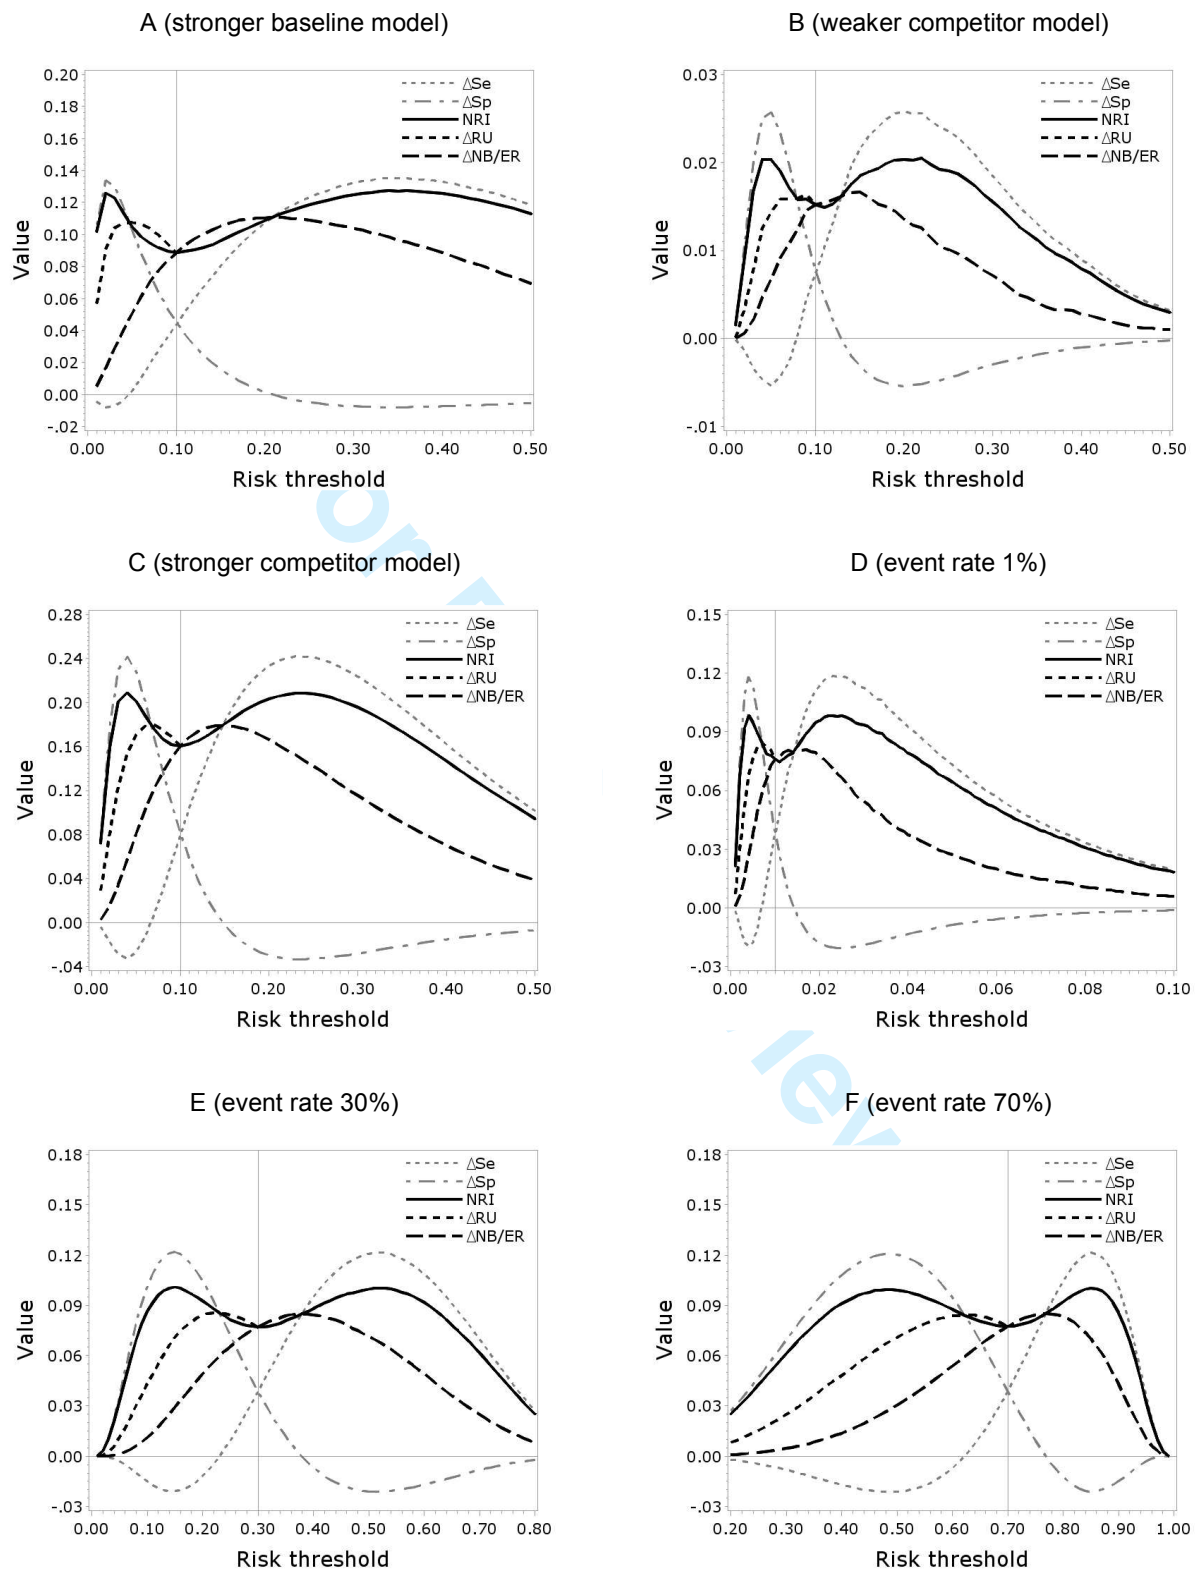 A (stronger baseline model)
0.20
0.18
0.16
0.14
0.12
0.10
0.08
0.06
0.04
0.02
0.00
-.02
Value
ΔSe
ΔSp
NRI
ΔRU
ΔNB/ER
0.00 0.10 0.20 0.30 0.40 0.50
Risk threshold
B (weaker competitor model)
0.03
0.02
0.01
0.00
-.01
Value
ΔSe
ΔSp
NRI
ΔRU
ΔNB/ER
0.00 0.10 0.20 0.30 0.40 0.50
Risk threshold
C (stronger competitor model)
0.28
0.24
0.20
0.16
0.12
0.08
0.04
0.00
-.04
Value
ΔSe
ΔSp
NRI
ΔRU
ΔNB/ER
0.00 0.10 0.20 0.30 0.40 0.50
Risk threshold
D (event rate 1%)
0.15
0.12
0.09
0.06
0.03
0.00
-.03
Value
ΔSe
ΔSp
NRI
ΔRU
ΔNB/ER
0.00 0.02 0.04 0.06 0.08 0.10
Risk threshold
E (event rate 30%)
0.18
0.15
0.12
0.09
0.06
0.03
0.00
-.03
Value
ΔSe
ΔSp
NRI
ΔRU
ΔNB/ER
0.00 0.10 0.20 0.30 0.40 0.50 0.60 0.70 0.80
Risk threshold
F (event rate 70%)
0.18
0.15
0.12
0.09
0.06
0.03
0.00
-.03
Value
ΔSe
ΔSp
NRI
ΔRU
ΔNB/ER
0.20 0.30 0.40 0.50 0.60 0.70 0.80 0.90 1.00
Risk threshold